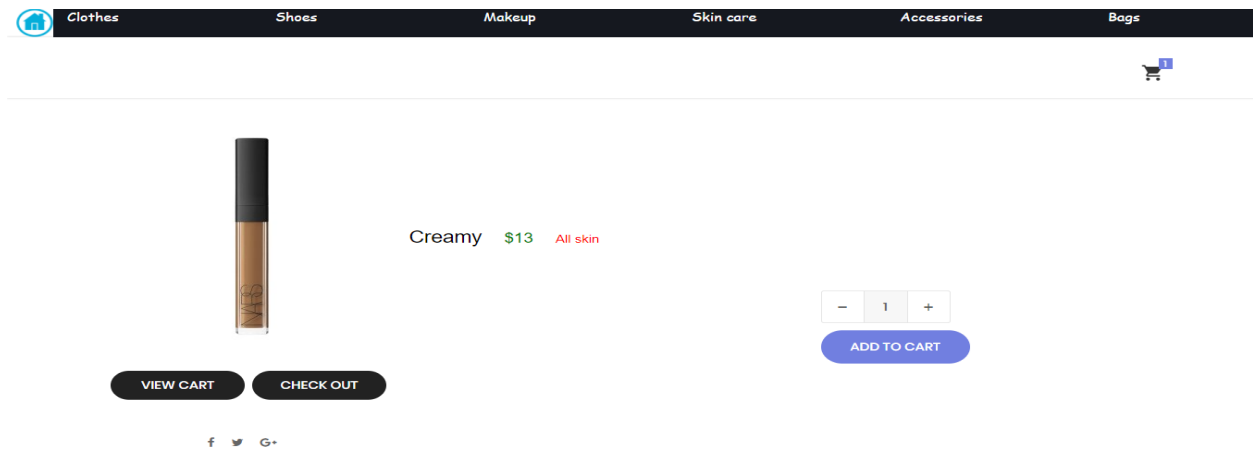 Clothes Shoes Makeup Skin care Accessories Bags
1
Creamy $13 All skin
NARS
− 1 +
ADD TO CART
VIEW CART CHECK OUT
f G+